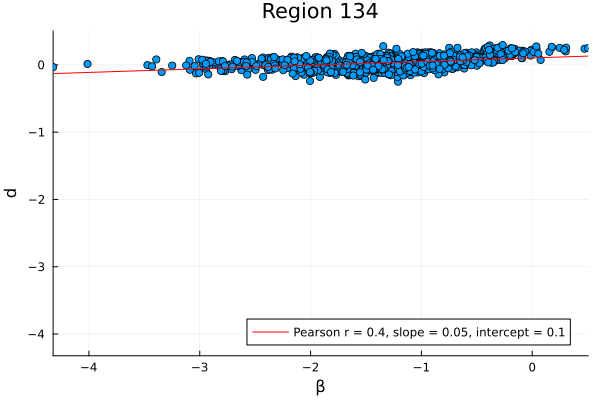 Region 134
0
−1
−2
−3
−4
d
Pearson r = 0.4, slope = 0.05, intercept = 0.1
−4 −3 −2 −1 0
β